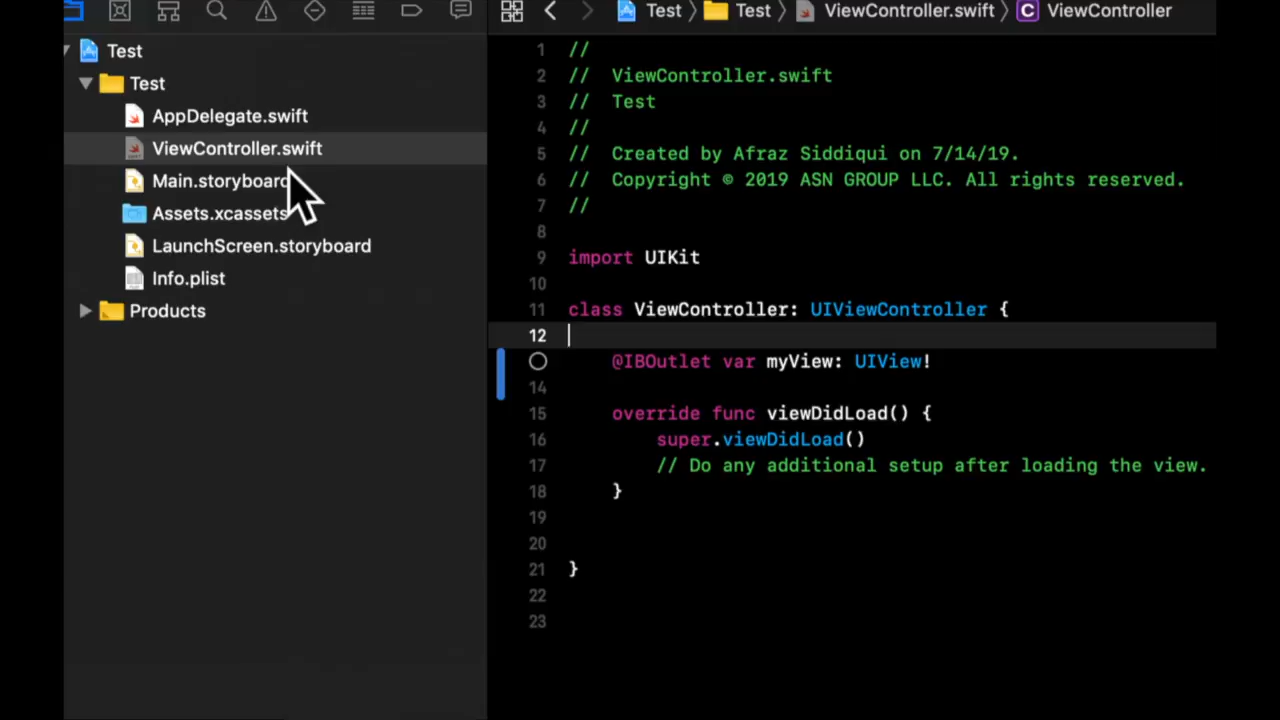 Test
Test
AppDelegate.swift
ViewController.swift
Main.storyboard
Assets.xcassets
LaunchScreen.storyboard
Info.plist
Products
Test Test ViewController.swift C ViewController
1 //
2 // ViewController.swift
3 // Test
4 //
5 // Created by Afraz Siddiqui on 7/14/19.
6 // Copyright © 2019 ASN GROUP LLC. All rights reserved.
7 //
8
9 import UIKit
10
11 class ViewController: UIViewController {
12
@IBOutlet var myView: UIView!
14
15 override func viewDidLoad() {
16 super.viewDidLoad()
17 // Do any additional setup after loading the view.
18 }
19
20
21 }
22
23